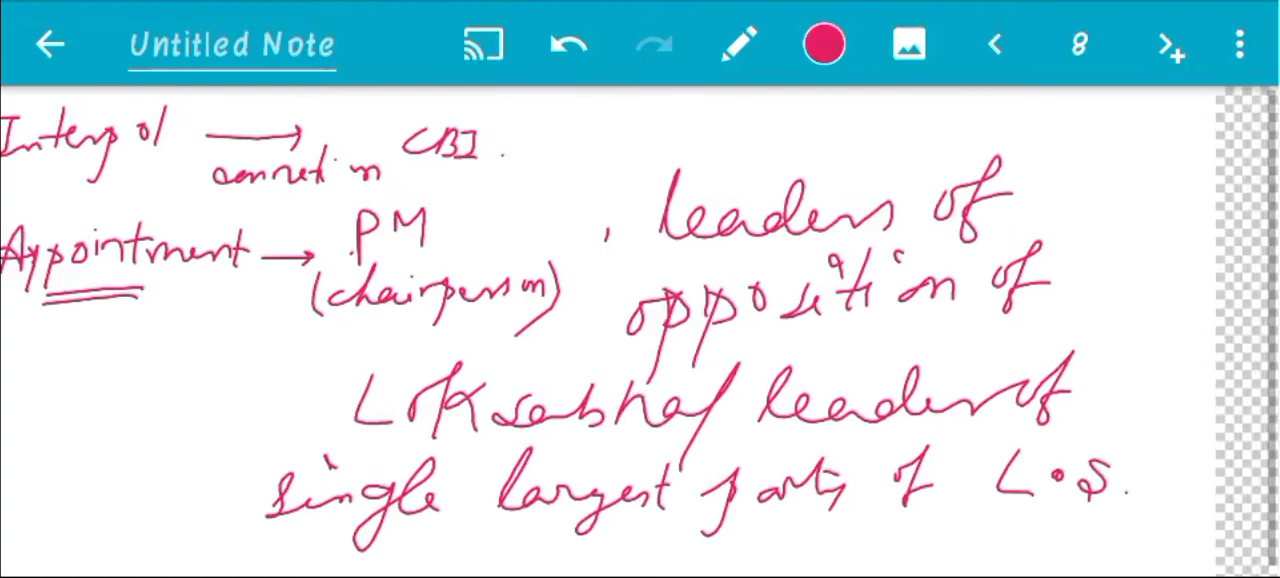 Untitled Note
8
Interpol → CBI.
connection
Appointment → PM , leaders of
(chairperson) opposition of
Loksabha/ leader of
single largest party of L.S.